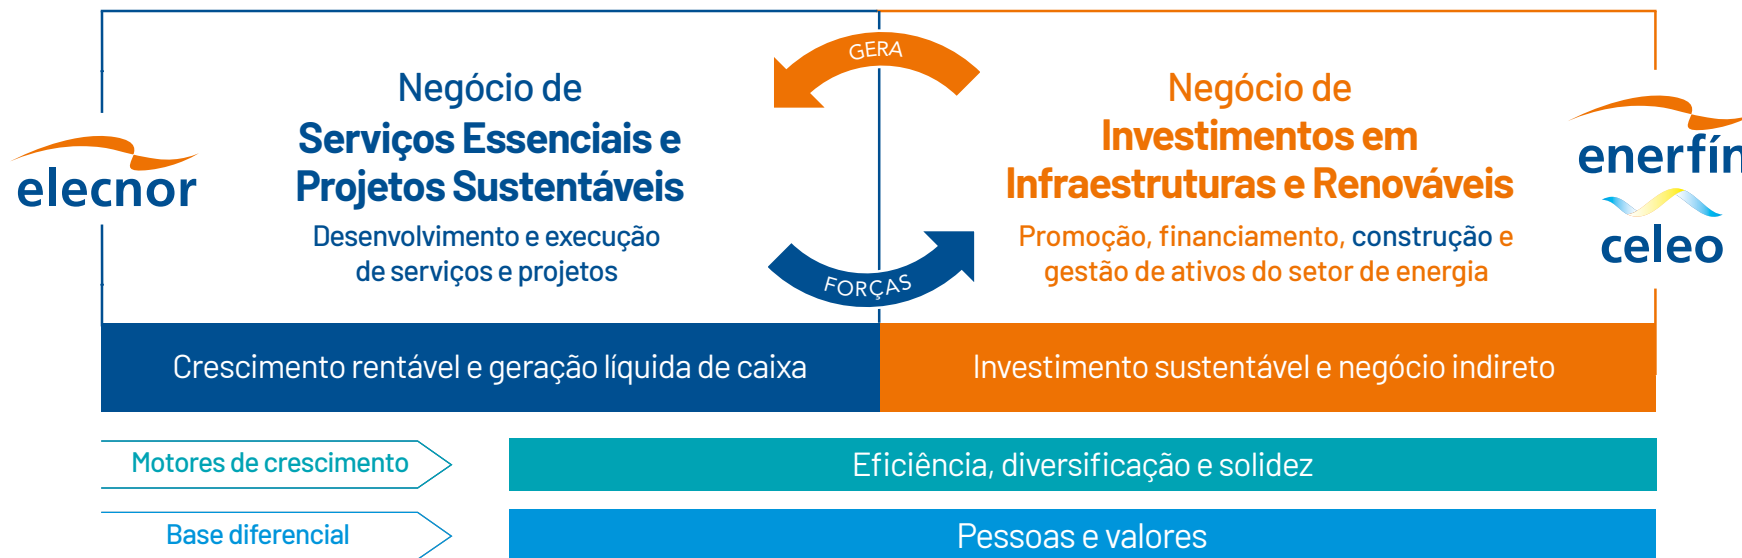 elecnor
Negócio de
Serviços Essenciais e
Projetos Sustentáveis
Desenvolvimento e execução
de serviços e projetos
GERA
FORÇAS
Negócio de
Investimentos em
Infraestruturas e Renováveis
Promoção, financiamento, construção e
gestão de ativos do setor de energia
enerfín
celeo
Crescimento rentável e geração líquida de caixa
Investimento sustentável e negócio indireto
Motores de crescimento
Eficiência, diversificação e solidez
Base diferencial
Pessoas e valores